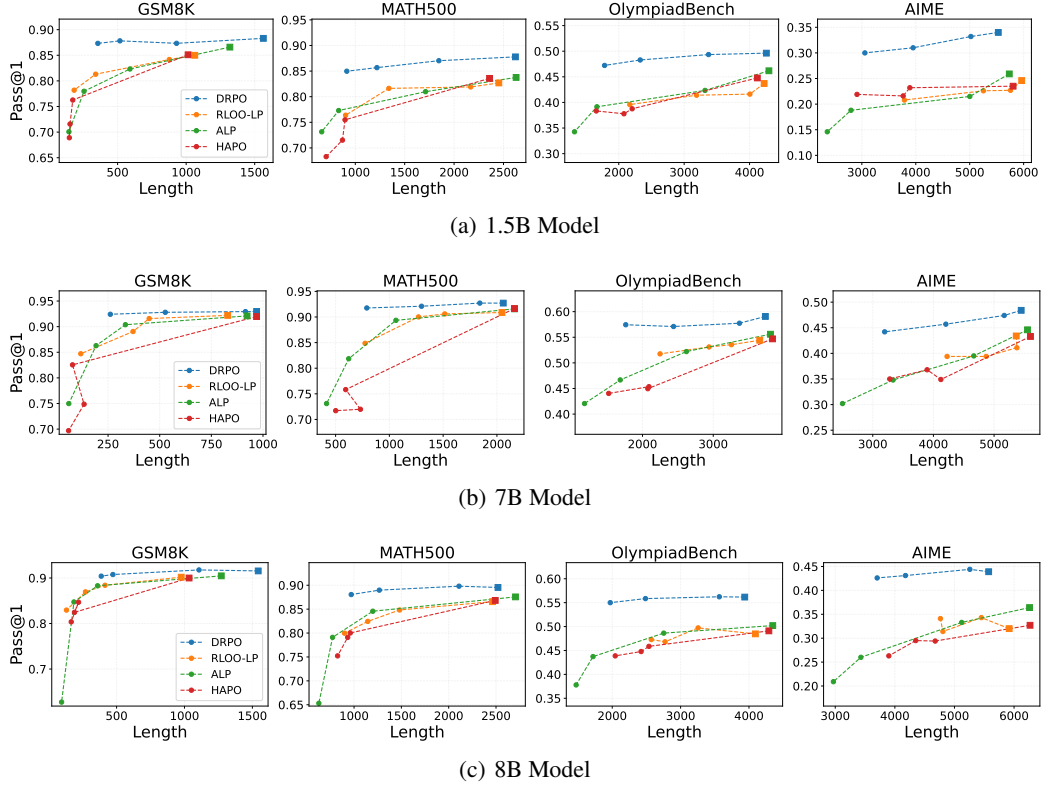 GSM8K MATH500 OlympiadBench AIME
Pass@1
0.90
0.85
0.80
0.75
0.70
0.65
DRPO
RLOO-LP
ALP
HAPO
500 1000 1500
0.95
0.90
0.85
0.80
0.75
0.70
1000 1500 2000 2500
0.55
0.50
0.45
0.40
0.35
0.30
2000 3000 4000
0.35
0.30
0.25
0.20
0.15
0.10
3000 4000 5000 6000
Length Length Length Length
(a) 1.5B Model
GSM8K MATH500 OlympiadBench AIME
Pass@1
0.95
0.90
0.85
0.80
0.75
0.70
DRPO
RLOO-LP
ALP
HAPO
250 500 750 1000
0.95
0.90
0.85
0.80
0.75
0.70
500 1000 1500 2000
0.60
0.55
0.50
0.45
0.40
2000 3000
0.50
0.45
0.40
0.35
0.30
0.25
3000 4000 5000
Length Length Length Length
(b) 7B Model
GSM8K MATH500 OlympiadBench AIME
Pass@1
0.9
0.8
0.7
DRPO
RLOO-LP
ALP
HAPO
500 1000 1500
0.90
0.85
0.80
0.75
0.70
0.65
1000 1500 2000 2500
0.60
0.55
0.50
0.45
0.40
0.35
2000 3000 4000
0.45
0.40
0.35
0.30
0.25
0.20
3000 4000 5000 6000
Length Length Length Length
(c) 8B Model